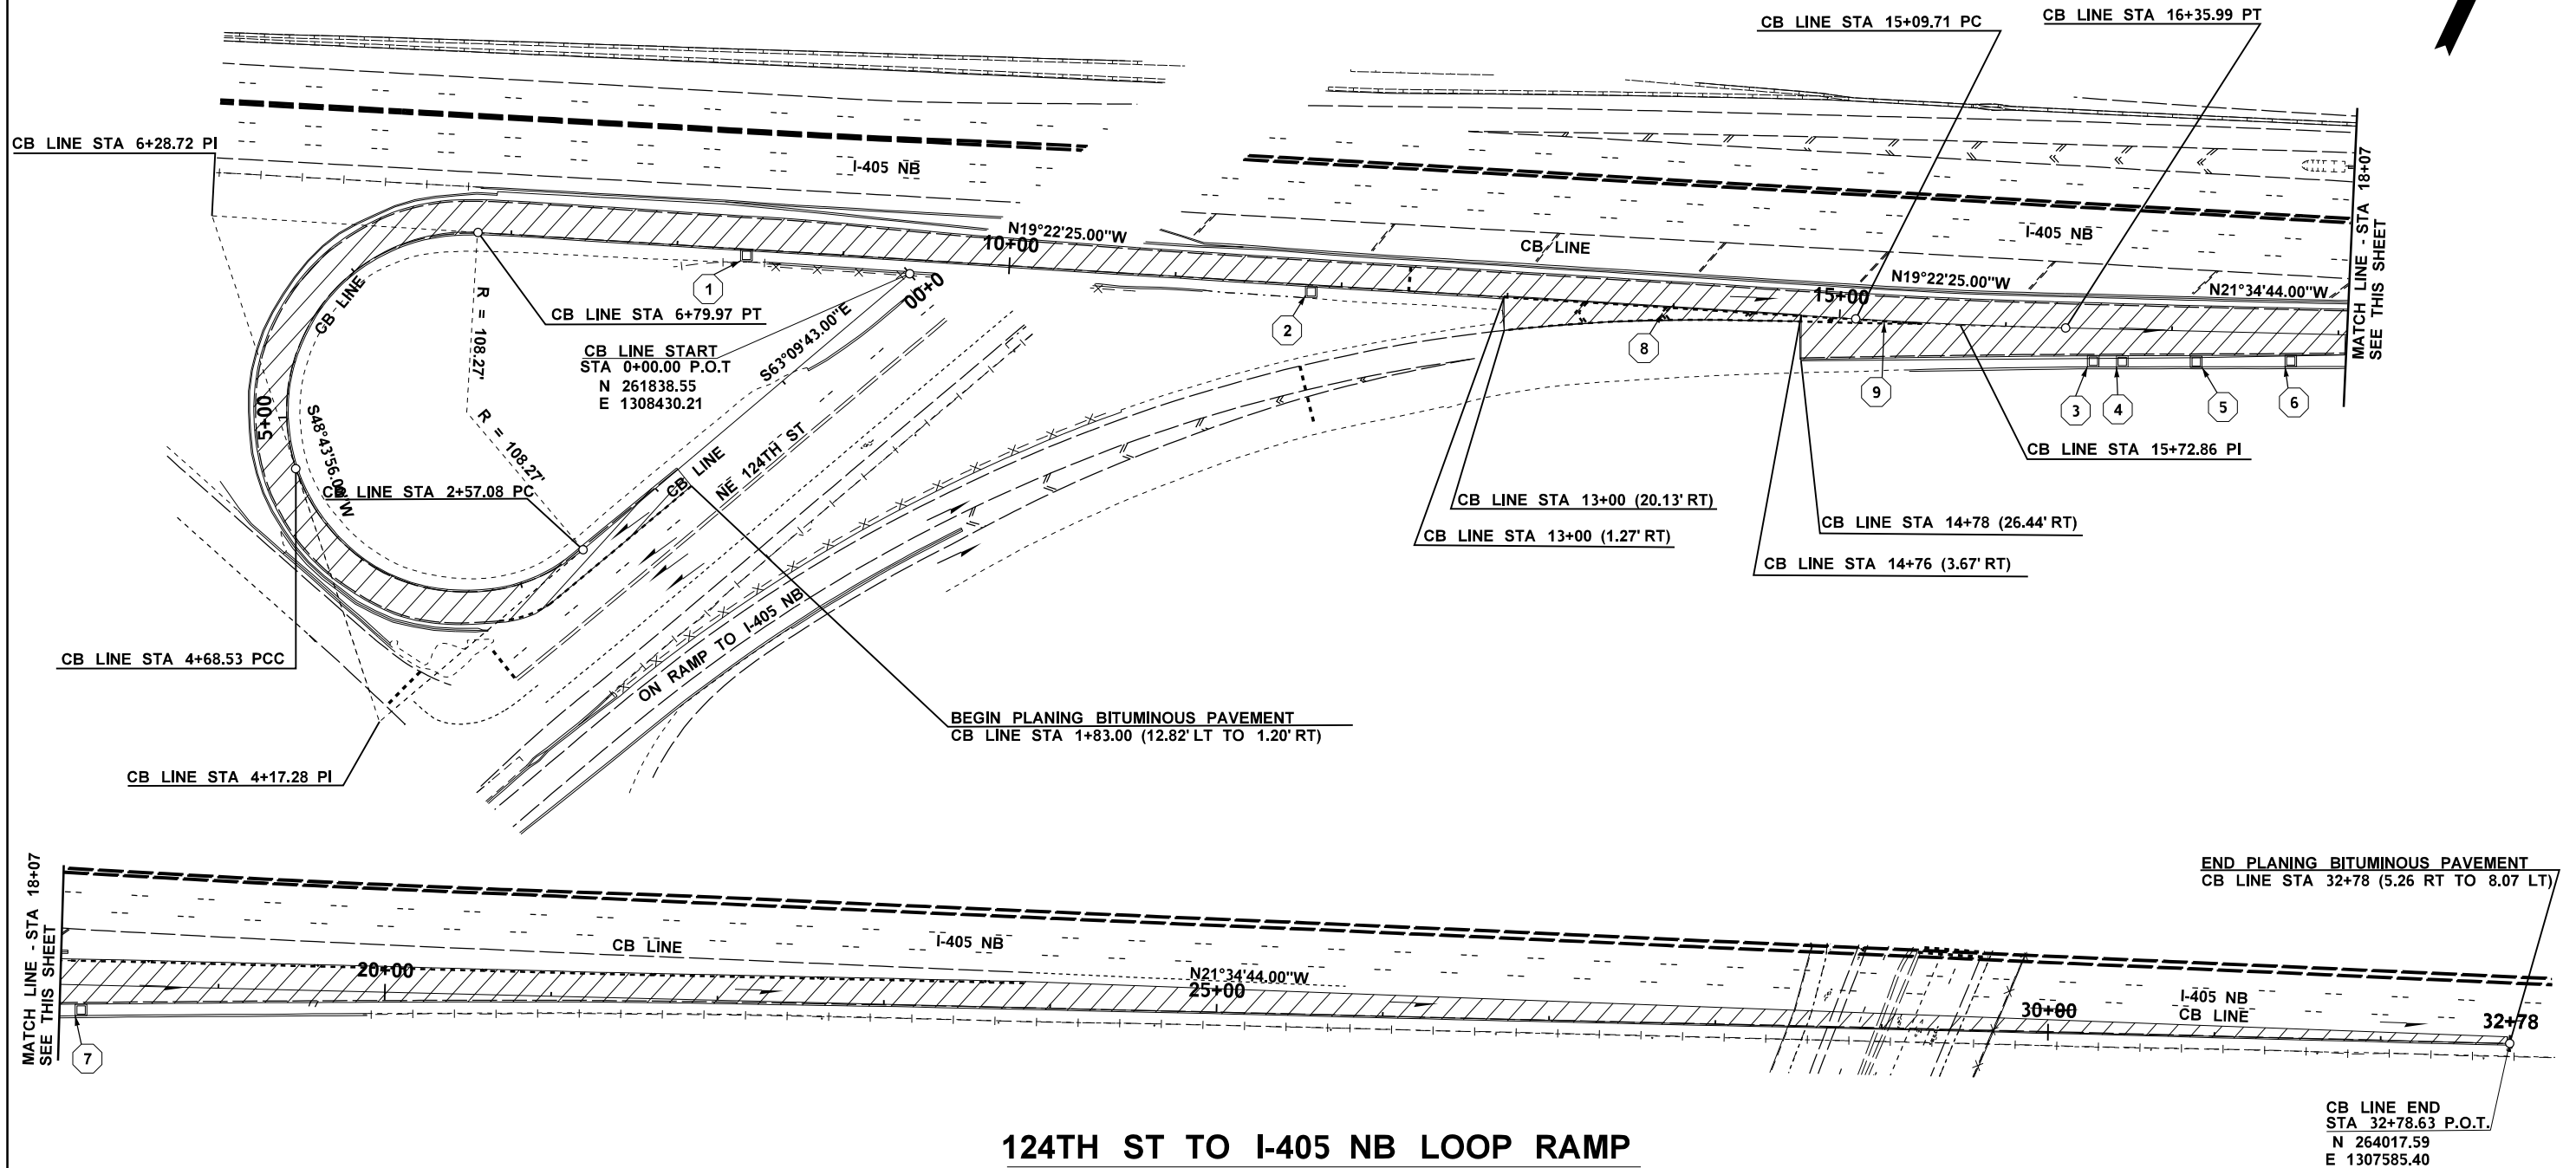 CB LINE STA 15+09.71 PC
CB LINE STA 16+35.99 PT
CB LINE STA 6+28.72 PI
I-405 NB
N19°22'25.00"W
10+00
CB LINE
I-405 NB
MATCH LINE - STA 18+07
SEE THIS SHEET
N19°22'25.00"W
15+00
N21°34'44.00"W
1
CB LINE
R = 108.27'
CB LINE STA 6+79.97 PT
0+00
2
8
9
3
4
5
6
CB LINE START
STA 0+00.00 P.O.T
N 261838.55
E 1308430.21
S63°09'43.00"E
5+00
S48°43'56.00"W
R = 108.27'
CB LINE STA 2+57.08 PC
CB LINE
NE 124TH ST
CB LINE STA 15+72.86 PI
CB LINE STA 13+00 (20.13' RT)
CB LINE STA 13+00 (1.27' RT)
CB LINE STA 14+78 (26.44' RT)
CB LINE STA 14+76 (3.67' RT)
CB LINE STA 4+68.53 PCC
ON RAMP TO I-405 NB
BEGIN PLANING BITUMINOUS PAVEMENT
CB LINE STA 1+83.00 (12.82' LT TO 1.20' RT)
CB LINE STA 4+17.28 PI
MATCH LINE - STA 18+07
SEE THIS SHEET
END PLANING BITUMINOUS PAVEMENT
CB LINE STA 32+78 (5.26 RT TO 8.07 LT)
CB LINE
I-405 NB
20+00
N21°34'44.00"W
25+00
I-405 NB
CB LINE
30+00
32+78
7
CB LINE END
STA 32+78.63 P.O.T.
N 264017.59
E 1307585.40
124TH ST TO I-405 NB LOOP RAMP